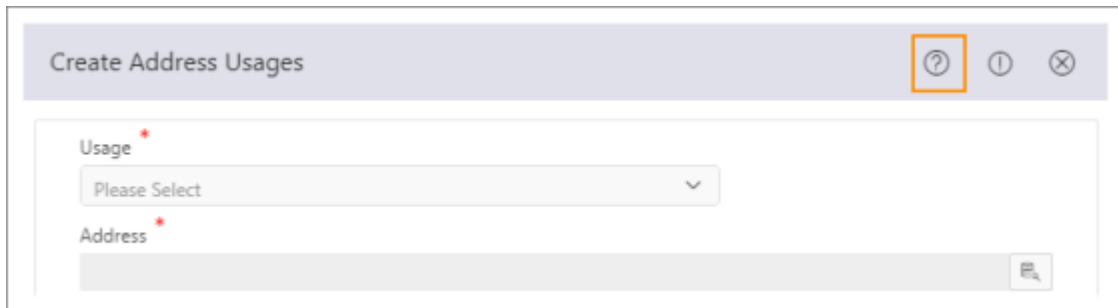 Create Address Usages
Usage *
Please Select
Address *